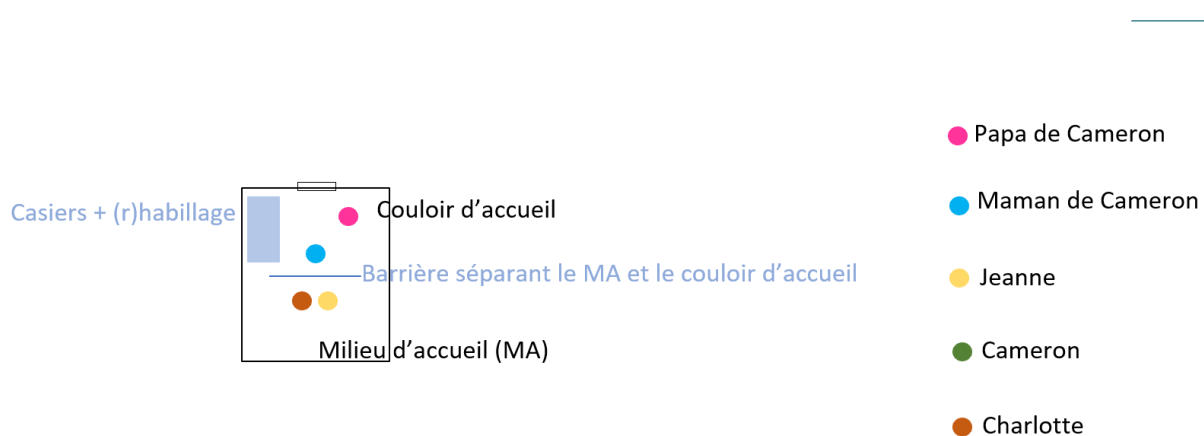 Papa de Cameron
Casiers + (r)habillage
Couloir d'accueil
Maman de Cameron
Barrière séparant le MA et le couloir d'accueil
Jeanne
Milieu d'accueil (MA)
Cameron
Charlotte